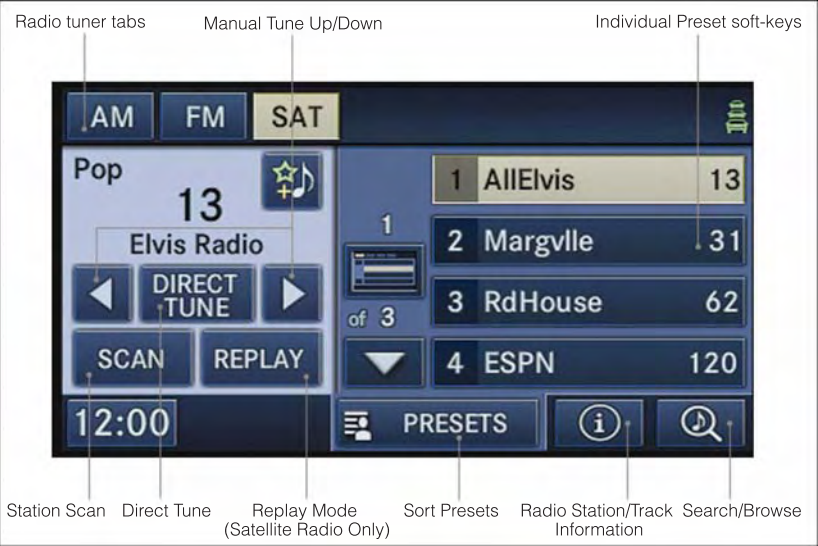 Radio tuner tabs
Manual Tune Up/Down
Individual Preset soft-keys
AM
FM
SAT
Pop
13
Elvis Radio
DIRECT
TUNE
SCAN
REPLAY
12:00
1
of 3
1 AllElvis 13
2 Margvlle 31
3 RdHouse 62
4 ESPN 120
PRESETS
i
Station Scan
Direct Tune
Replay Mode
(Satellite Radio Only)
Sort Presets
Radio Station/Track
Information
Search/Browse